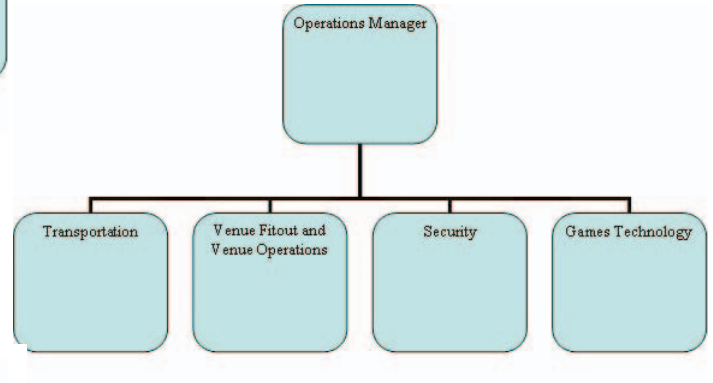 Operations Manager
Transportation
Venue Fitout and
Venue Operations
Security
Games Technology